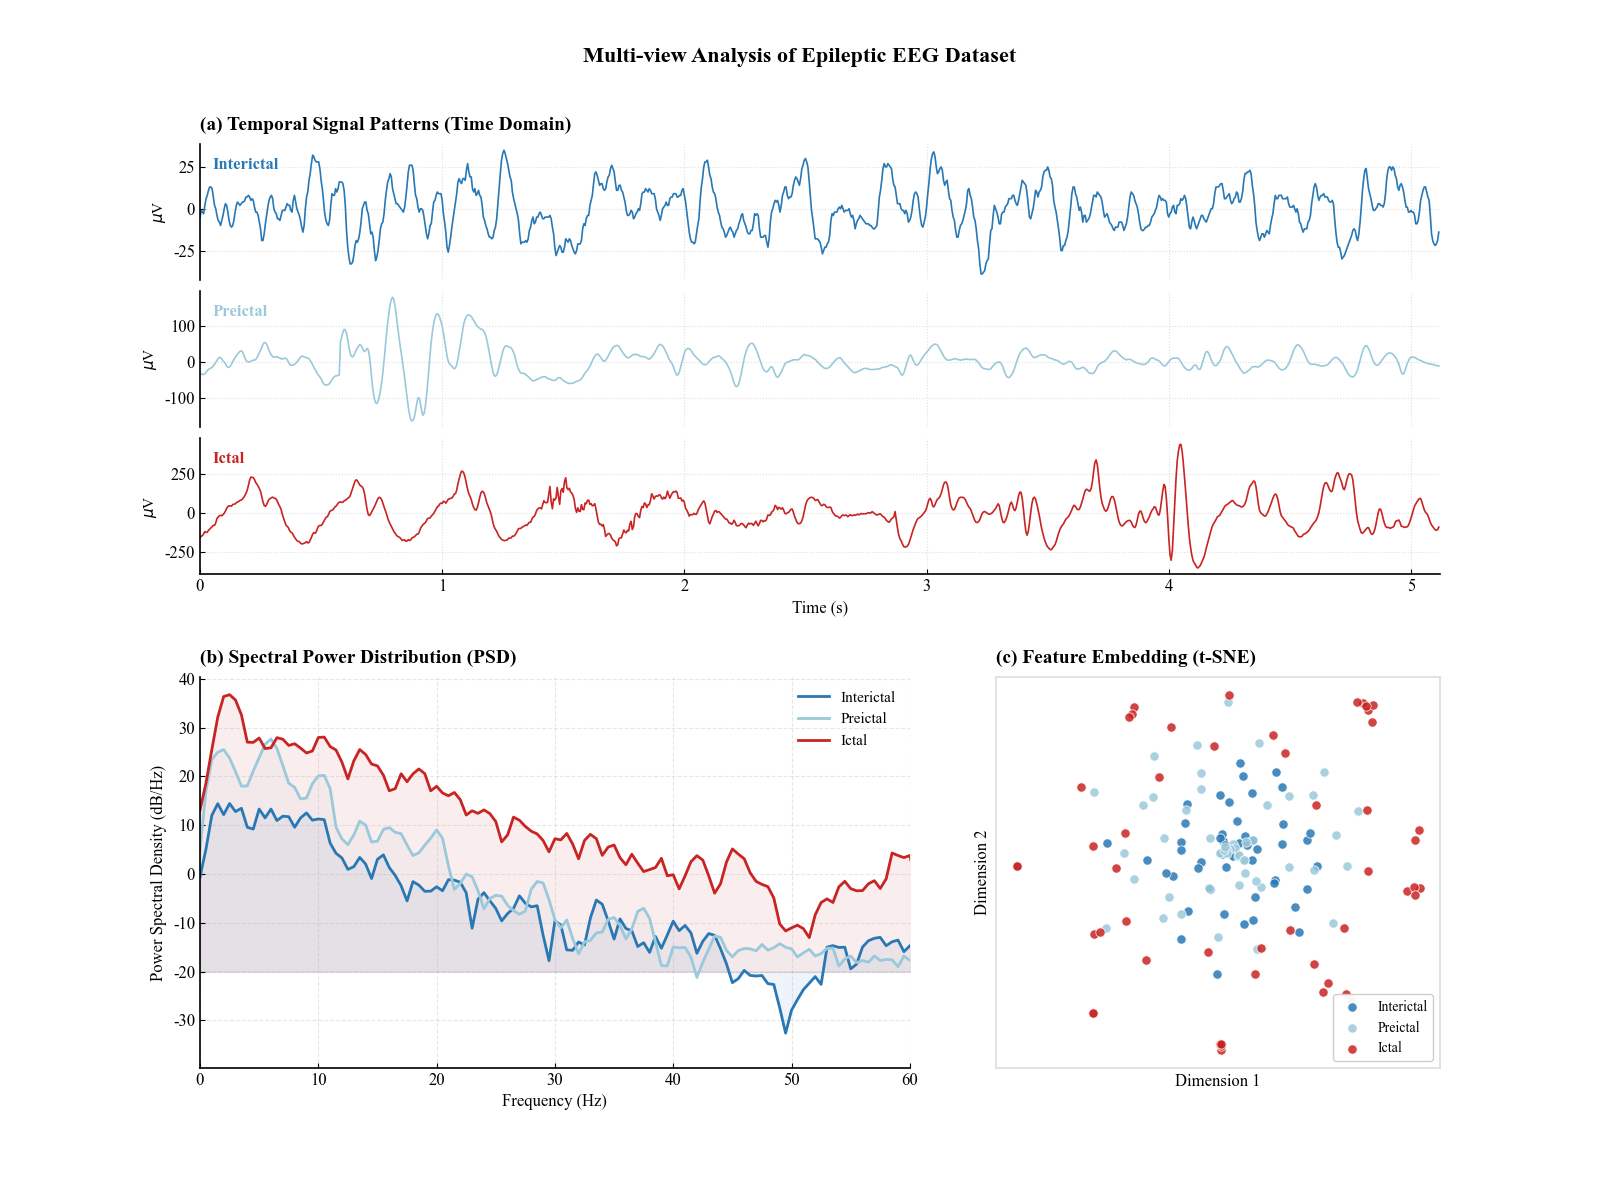 Multi-view Analysis of Epileptic EEG Dataset
(a) Temporal Signal Patterns (Time Domain)
Interictal
25
0
-25
μV
Preictal
100
0
-100
μV
Ictal
250
0
-250
μV
0 1 2 3 4 5
Time (s)
(b) Spectral Power Distribution (PSD)
40
30
20
10
0
-10
-20
-30
Power Spectral Density (dB/Hz)
Interictal
Preictal
Ictal
0 10 20 30 40 50 60
Frequency (Hz)
(c) Feature Embedding (t-SNE)
Dimension 2
Interictal
Preictal
Ictal
Dimension 1